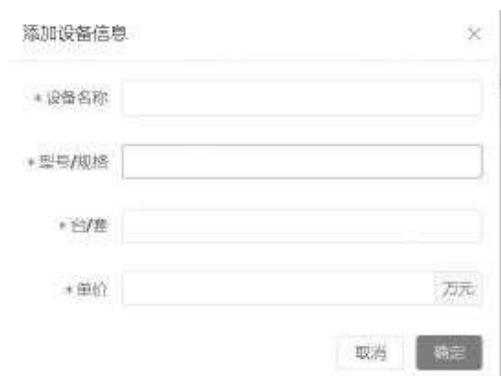 添加设备信息 ×
* 设备名称
* 型号/规格
* 台/套
* 单价 万元
取消 确定